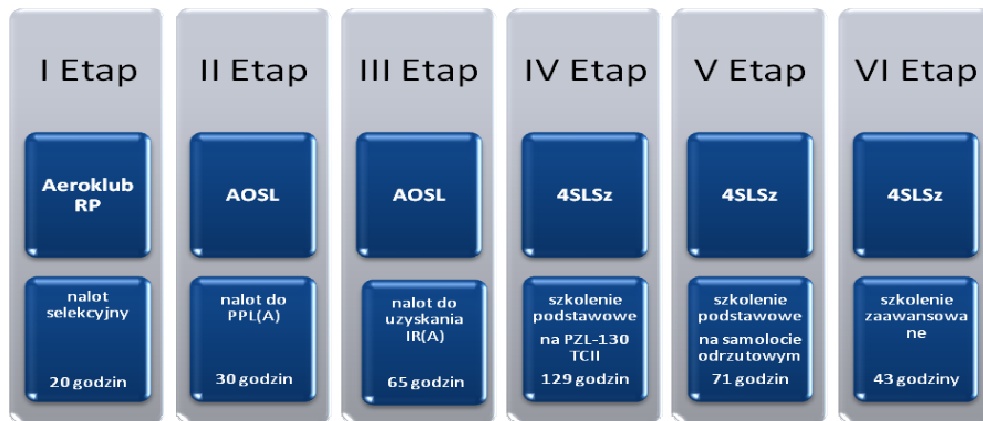 I Etap
Aeroklub
RP
nalot
selekcyjny
20 godzin
II Etap
AOSL
nalot do
PPL(A)
30 godzin
III Etap
AOSL
nalot do
uzyskania
IR(A)
65 godzin
IV Etap
4SLSz
szkolenie
podstawowe
na PZL-130
TCII
129 godzin
V Etap
4SLSz
szkolenie
podstawowe
na samolocie
odrzutowym
71 godzin
VI Etap
4SLSz
szkolenie
zaawansowa
ne
43 godziny